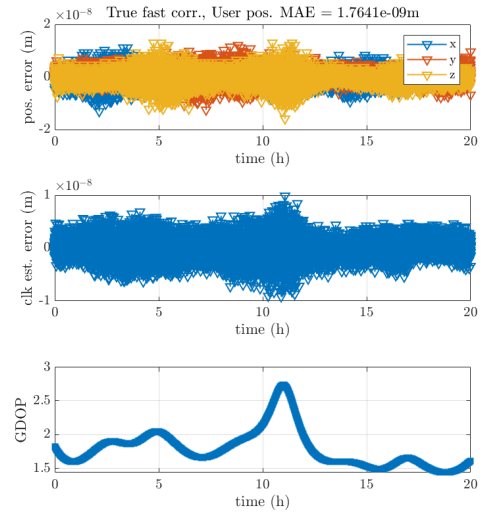 True fast corr., User pos. MAE = 1.7641e-09m
×10⁻⁸
2
0
-2
pos. error (m)
x
y
z
0 5 10 15 20
time (h)
×10⁻⁸
1
0
-1
clk est. error (m)
0 5 10 15 20
time (h)
3
2.5
2
1.5
GDOP
0 5 10 15 20
time (h)